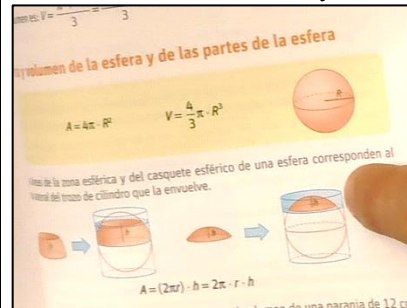 es: V = — = —
3 3
y volumen de la esfera y de las partes de la esfera
A = 4π · R²
V = 4/3 π · R³
R
de la zona esférica y del casquete esférico de una esfera corresponden al
del trozo de cilindro que la envuelve.
A = (2πr) · h = 2π · r · h
de una naranja de 12 c